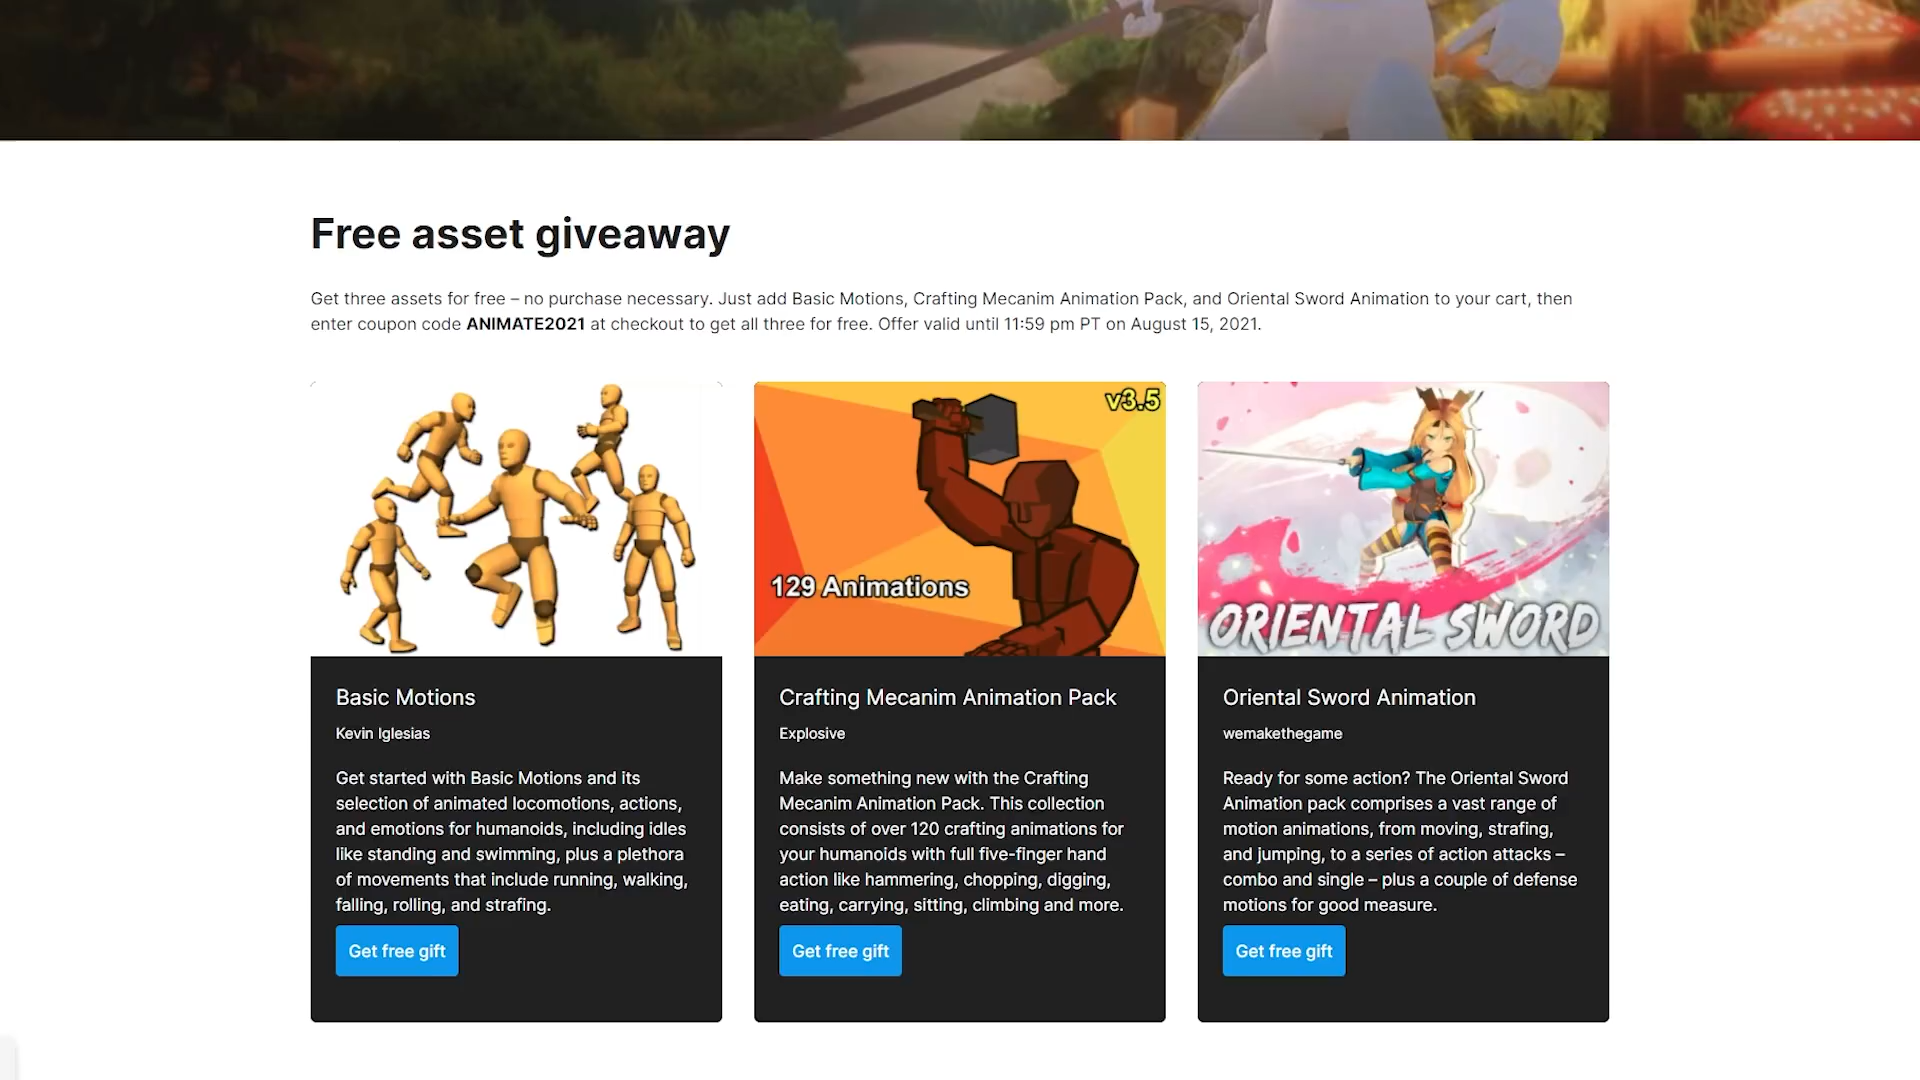 Free asset giveaway
Get three assets for free – no purchase necessary. Just add Basic Motions, Crafting Mecanim Animation Pack, and Oriental Sword Animation to your cart, then
enter coupon code ANIMATE2021 at checkout to get all three for free. Offer valid until 11:59 pm PT on August 15, 2021.
Basic Motions
Kevin Iglesias
Get started with Basic Motions and its
selection of animated locomotions, actions,
and emotions for humanoids, including idles
like standing and swimming, plus a plethora
of movements that include running, walking,
falling, rolling, and strafing.
Get free gift
v3.5
129 Animations
Crafting Mecanim Animation Pack
Explosive
Make something new with the Crafting
Mecanim Animation Pack. This collection
consists of over 120 crafting animations for
your humanoids with full five-finger hand
action like hammering, chopping, digging,
eating, carrying, sitting, climbing and more.
Get free gift
ORIENTAL SWORD
Oriental Sword Animation
wemakethegame
Ready for some action? The Oriental Sword
Animation pack comprises a vast range of
motion animations, from moving, strafing,
and jumping, to a series of action attacks –
combo and single – plus a couple of defense
motions for good measure.
Get free gift